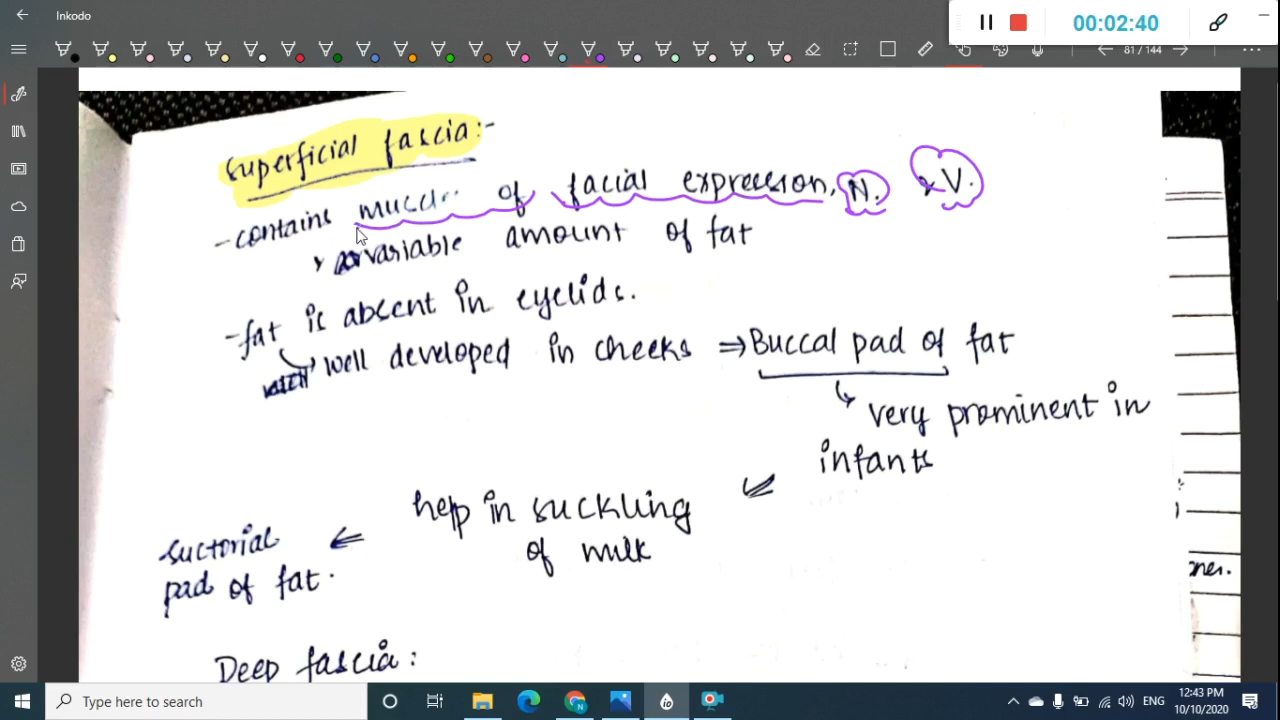 Inkodo
00:02:40
81 / 144
Superficial fascia:-
- contains muscle of facial expression, N. & V.
& variable amount of fat
- fat is absent in eyelids.
well developed in cheeks ⇒ Buccal pad of fat
very prominent in
infants
help in suckling
of milk
suctorial
pad of fat.
ones.
Deep fascia:
Type here to search
ENG
12:43 PM
10/10/2020